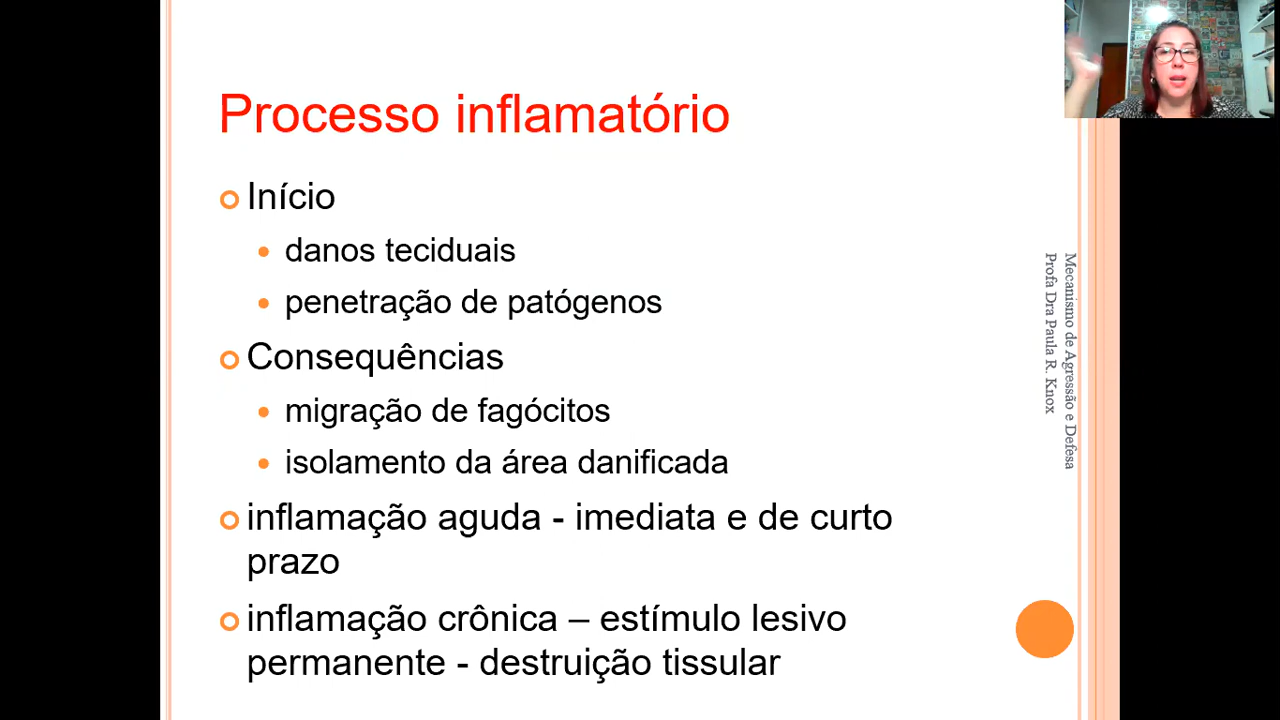 Processo inflamatório
Início
danos teciduais
penetração de patógenos
Consequências
migração de fagócitos
isolamento da área danificada
inflamação aguda - imediata e de curto
prazo
inflamação crônica – estímulo lesivo
permanente - destruição tissular
Mecanismo de Agressão e Defesa
Profa Dra Paula R. Knox